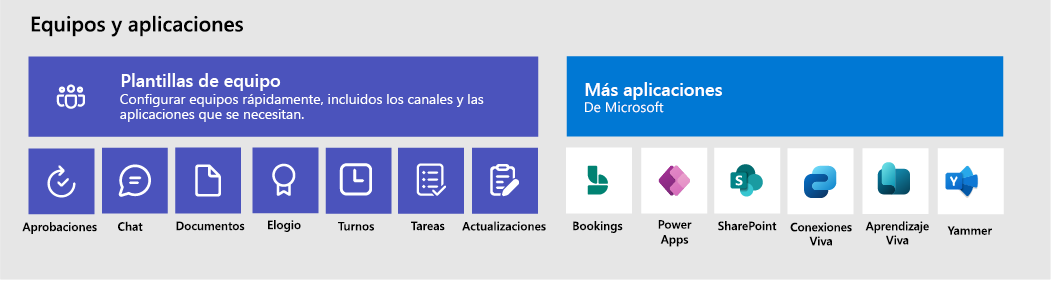 Equipos y aplicaciones
Plantillas de equipo
Configurar equipos rápidamente, incluidos los canales y las
aplicaciones que se necesitan.
Más aplicaciones
De Microsoft
Aprobaciones
Chat
Documentos
Elogio
Turnos
Tareas
Actualizaciones
Bookings
Power
Apps
S
SharePoint
Conexiones
Viva
Aprendizaje
Viva
Y
Yammer